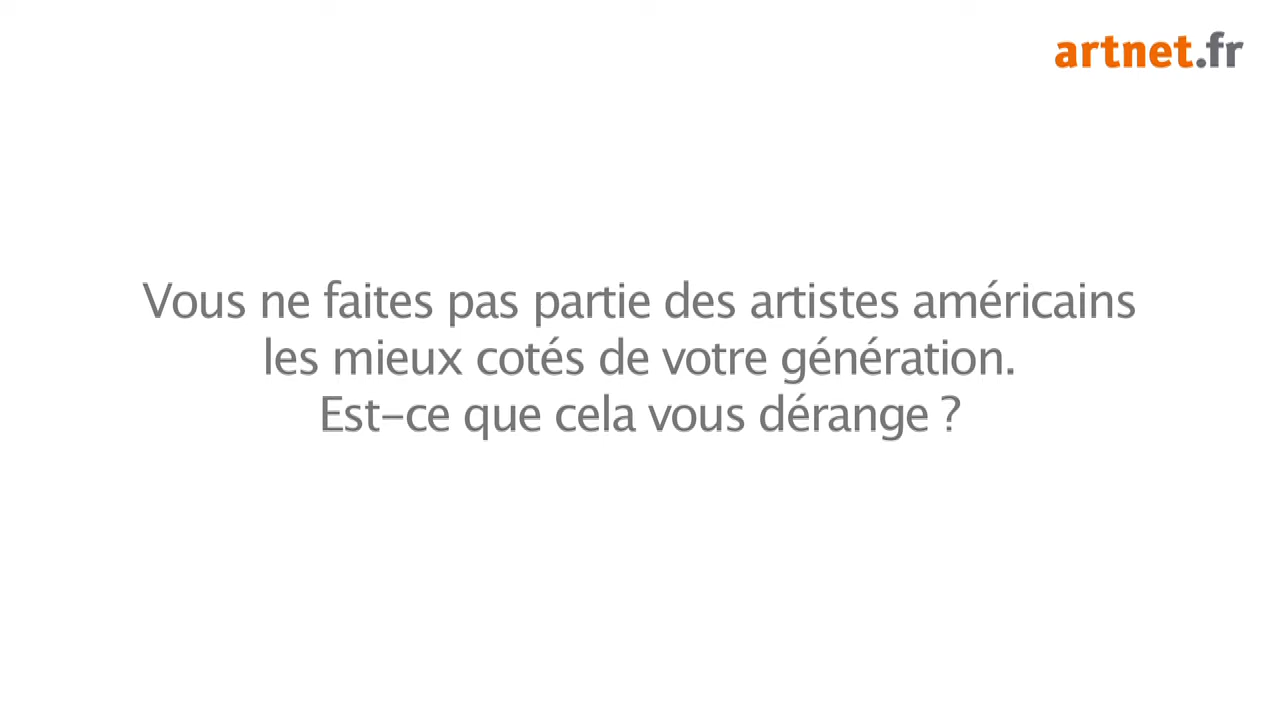 artnet.fr
Vous ne faites pas partie des artistes américains
les mieux cotés de votre génération.
Est-ce que cela vous dérange ?